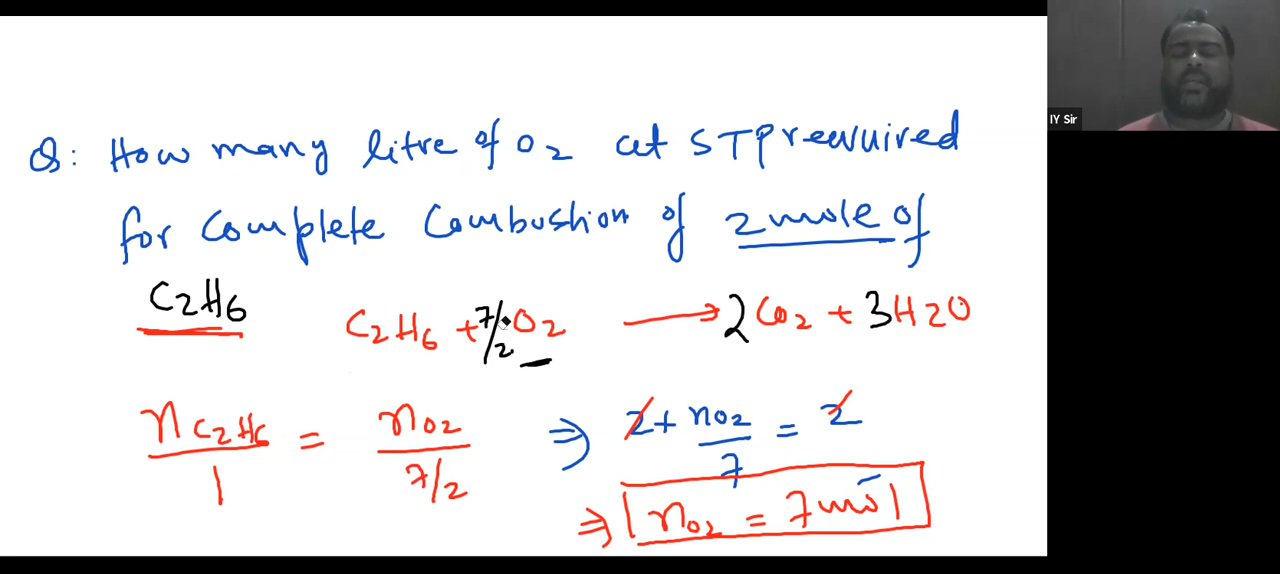 IY Sir
Q: How many litre of O2 at STP rewuired
for complete Combustion of 2 mole of
C2H6 C2H6 + 7/2 O2 → 2CO2 + 3H2O
nC2H6/1 = nO2/7/2 ⇒ 2+ nO2/7 = 2
⇒ nO2 = 7 mol